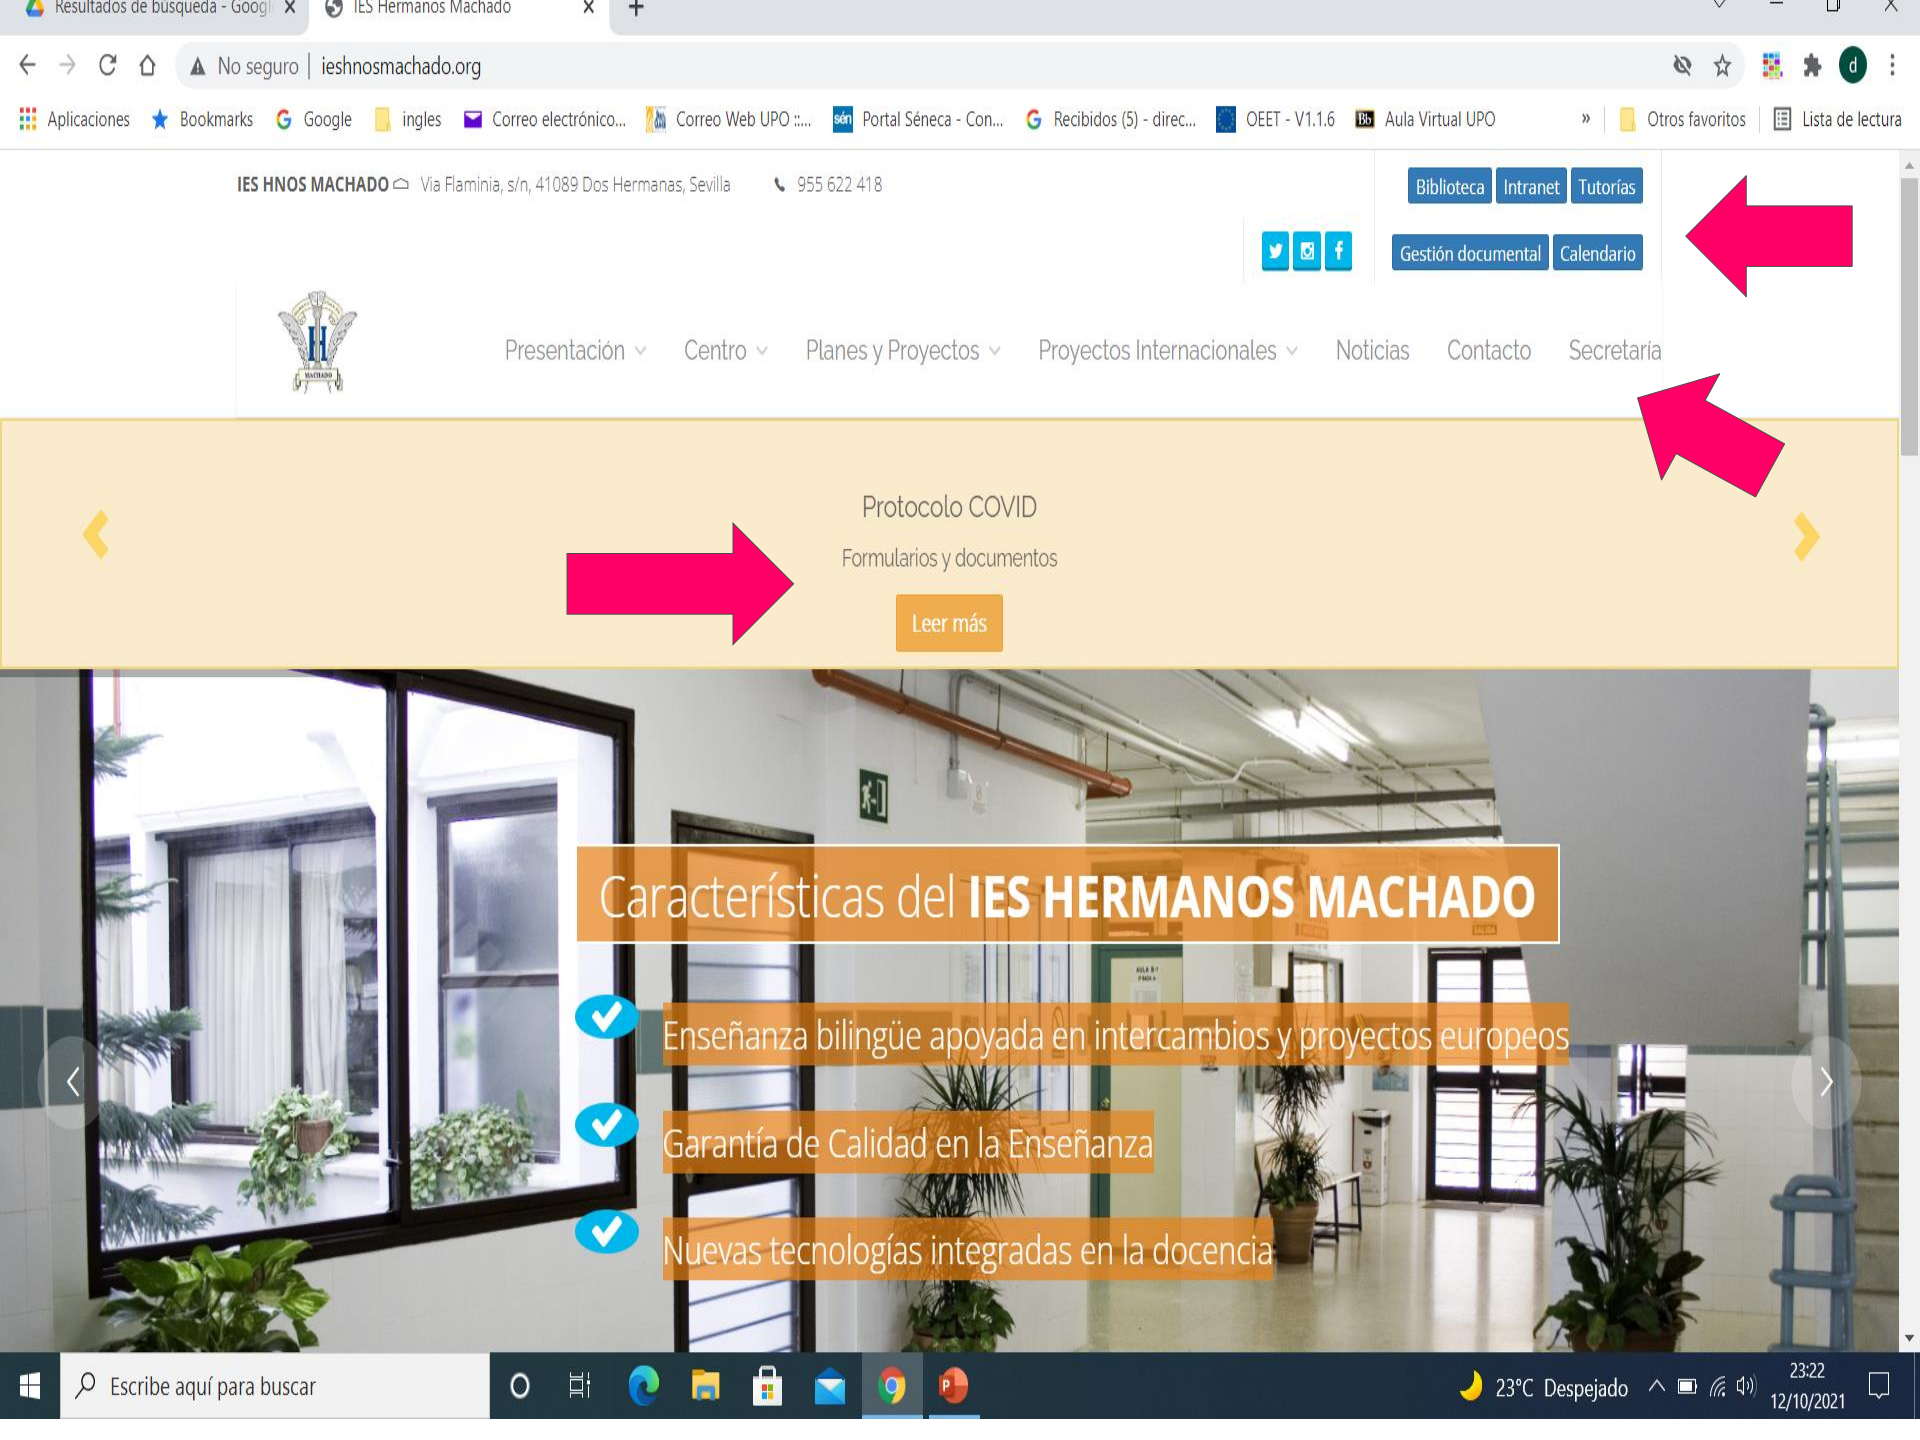 Resultados de búsqueda - Googl
IES Hermanos Machado
No seguro | ieshnosmachado.org
d
Aplicaciones Bookmarks Google ingles Correo electrónico... Correo Web UPO ::... Portal Séneca - Con... Recibidos (5) - direc... OEET - V1.1.6 Aula Virtual UPO » Otros favoritos Lista de lectura
IES HNOS MACHADO Via Flaminia, s/n, 41089 Dos Hermanas, Sevilla 955 622 418
Biblioteca Intranet Tutorías
Gestión documental Calendario
H
MACHADO
Presentación Centro Planes y Proyectos Proyectos Internacionales Noticias Contacto Secretaría
Protocolo COVID
Formularios y documentos
Leer más
Características del IES HERMANOS MACHADO
Enseñanza bilingüe apoyada en intercambios y proyectos europeos
Garantía de Calidad en la Enseñanza
Nuevas tecnologías integradas en la docencia
Escribe aquí para buscar
23°C Despejado
23:22
12/10/2021